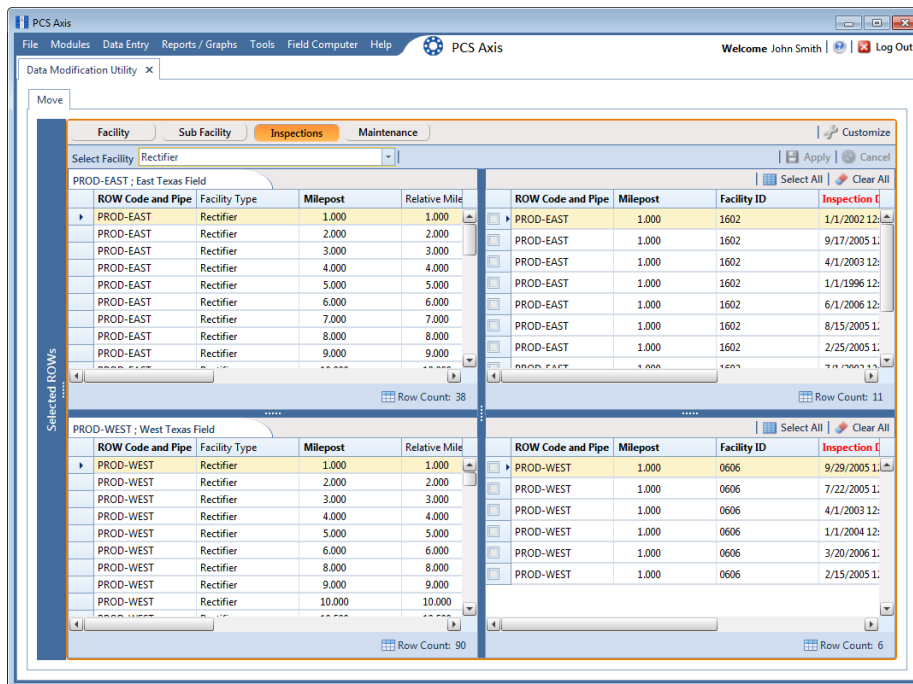 PCS Axis
File Modules Data Entry Reports / Graphs Tools Field Computer Help PCS Axis Welcome John Smith Log Out
Data Modification Utility
Move
Facility Sub Facility Inspections Maintenance Customize
Select Facility Rectifier Apply Cancel
PROD-EAST ; East Texas Field Select All Clear All
ROW Code and Pipe Facility Type Milepost Relative Mile ROW Code and Pipe Milepost Facility ID Inspection
PROD-EAST Rectifier 1.000 1.000 PROD-EAST 1.000 1602 1/1/2002 12:
PROD-EAST Rectifier 2.000 2.000 PROD-EAST 1.000 1602 9/17/2005 12
PROD-EAST Rectifier 3.000 3.000 PROD-EAST 1.000 1602 4/1/2003 12:
PROD-EAST Rectifier 4.000 4.000 PROD-EAST 1.000 1602 1/1/1996 12:
PROD-EAST Rectifier 5.000 5.000 PROD-EAST 1.000 1602 6/1/2006 12:
PROD-EAST Rectifier 6.000 6.000 PROD-EAST 1.000 1602 8/15/2005 12
PROD-EAST Rectifier 7.000 7.000 PROD-EAST 1.000 1602 2/25/2005 12
PROD-EAST Rectifier 8.000 8.000
PROD-EAST Rectifier 9.000 9.000
Selected ROWs
Row Count: 38 Row Count: 11
PROD-WEST ; West Texas Field Select All Clear All
ROW Code and Pipe Facility Type Milepost Relative Mile ROW Code and Pipe Milepost Facility ID Inspection
PROD-WEST Rectifier 1.000 1.000 PROD-WEST 1.000 0606 9/29/2005 12
PROD-WEST Rectifier 2.000 2.000 PROD-WEST 1.000 0606 7/22/2005 12
PROD-WEST Rectifier 3.000 3.000 PROD-WEST 1.000 0606 4/1/2003 12:
PROD-WEST Rectifier 4.000 4.000 PROD-WEST 1.000 0606 1/1/2004 12:
PROD-WEST Rectifier 5.000 5.000 PROD-WEST 1.000 0606 3/20/2006 12
PROD-WEST Rectifier 6.000 6.000 PROD-WEST 1.000 0606 2/15/2005 12
PROD-WEST Rectifier 8.000 8.000
PROD-WEST Rectifier 9.000 9.000
PROD-WEST Rectifier 10.000 10.000
Row Count: 90 Row Count: 6